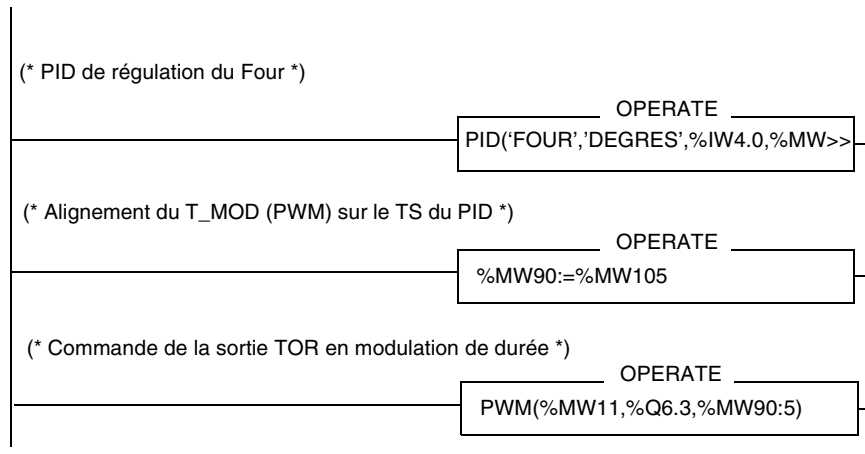 (* PID de régulation du Four *)
OPERATE
PID(‘FOUR’,’DEGRES’,%IW4.0,%MW>>
(* Alignement du T_MOD (PWM) sur le TS du PID *)
OPERATE
%MW90:=%MW105
(* Commande de la sortie TOR en modulation de durée *)
OPERATE
PWM(%MW11,%Q6.3,%MW90:5)